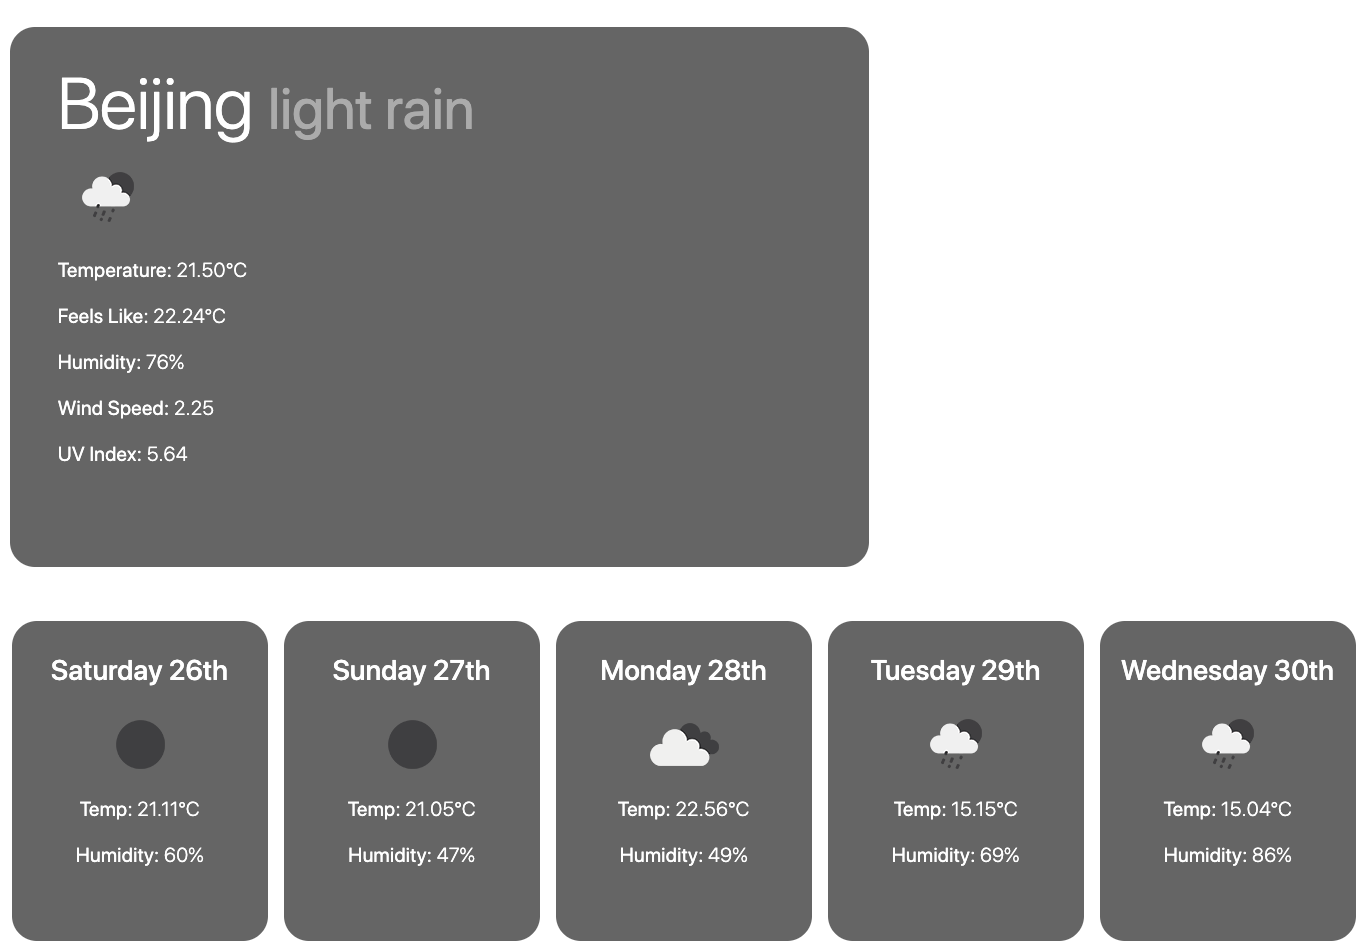 Beijing light rain
Temperature: 21.50°C
Feels Like: 22.24°C
Humidity: 76%
Wind Speed: 2.25
UV Index: 5.64
Saturday 26th
Temp: 21.11°C
Humidity: 60%
Sunday 27th
Temp: 21.05°C
Humidity: 47%
Monday 28th
Temp: 22.56°C
Humidity: 49%
Tuesday 29th
Temp: 15.15°C
Humidity: 69%
Wednesday 30th
Temp: 15.04°C
Humidity: 86%